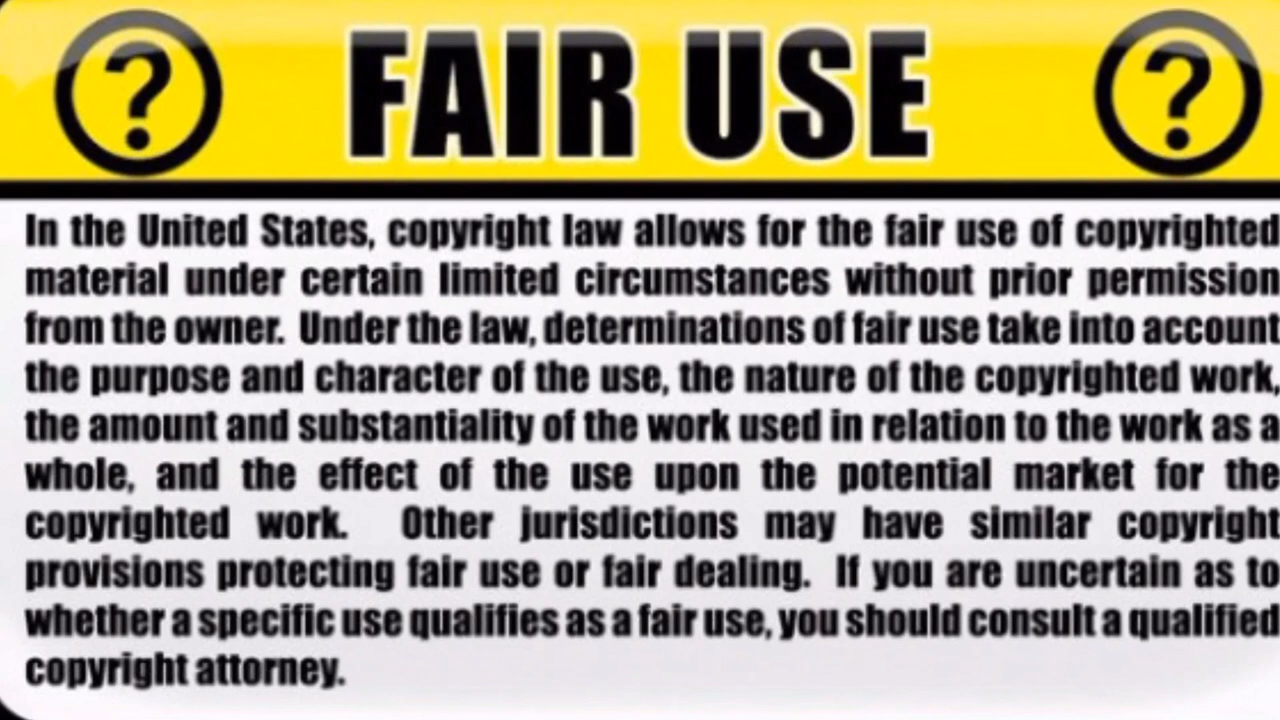 ? FAIR USE ?
In the United States, copyright law allows for the fair use of copyrighted
material under certain limited circumstances without prior permission
from the owner. Under the law, determinations of fair use take into account
the purpose and character of the use, the nature of the copyrighted work,
the amount and substantiality of the work used in relation to the work as a
whole, and the effect of the use upon the potential market for the
copyrighted work. Other jurisdictions may have similar copyright
provisions protecting fair use or fair dealing. If you are uncertain as to
whether a specific use qualifies as a fair use, you should consult a qualified
copyright attorney.